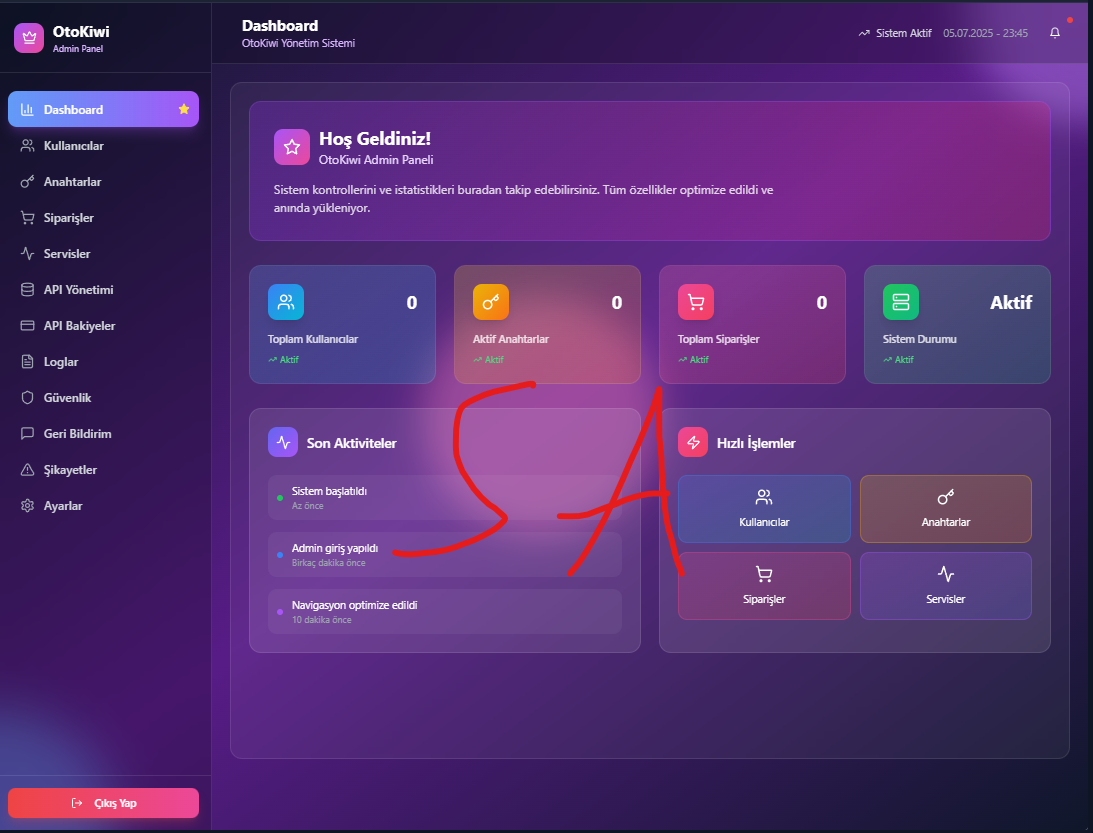 OtoKiwi
Admin Panel
Dashboard
OtoKiwi Yönetim Sistemi
Sistem Aktif
05.07.2025 - 23:45
Dashboard
Kullanıcılar
Anahtarlar
Siparişler
Servisler
API Yönetimi
API Bakiyeler
Loglar
Güvenlik
Geri Bildirim
Şikayetler
Ayarlar
Çıkış Yap
Hoş Geldiniz!
OtoKiwi Admin Paneli
Sistem kontrollerini ve istatistikleri buradan takip edebilirsiniz. Tüm özellikler optimize edildi ve
anında yükleniyor.
0
Toplam Kullanıcılar
Aktif
0
Aktif Anahtarlar
Aktif
0
Toplam Siparişler
Aktif
Aktif
Sistem Durumu
Aktif
Son Aktiviteler
Sistem başlatıldı
Az önce
Admin giriş yapıldı
Birkaç dakika önce
Navigasyon optimize edildi
10 dakika önce
SA
Hızlı İşlemler
Kullanıcılar
Anahtarlar
Siparişler
Servisler